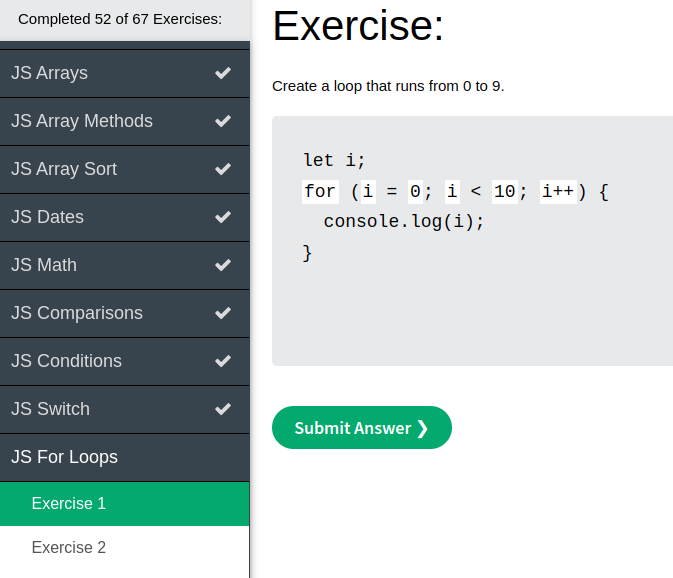 Completed 52 of 67 Exercises:
JS Arrays
JS Array Methods
JS Array Sort
JS Dates
JS Math
JS Comparisons
JS Conditions
JS Switch
JS For Loops
Exercise 1
Exercise 2
Exercise:
Create a loop that runs from 0 to 9.
let i;
for (i = 0; i < 10; i++) {
  console.log(i);
}
Submit Answer ❯